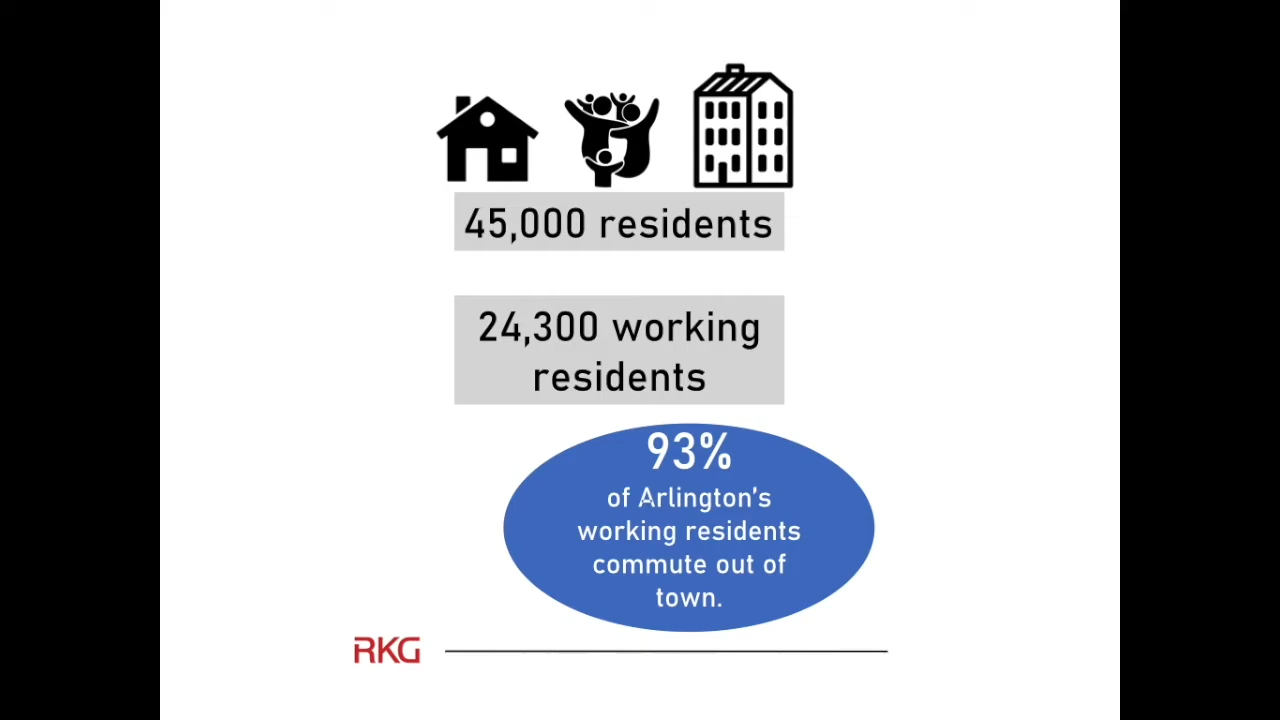 45,000 residents
24,300 working
residents
93%
of Arlington's
working residents
commute out of
town.
RKG